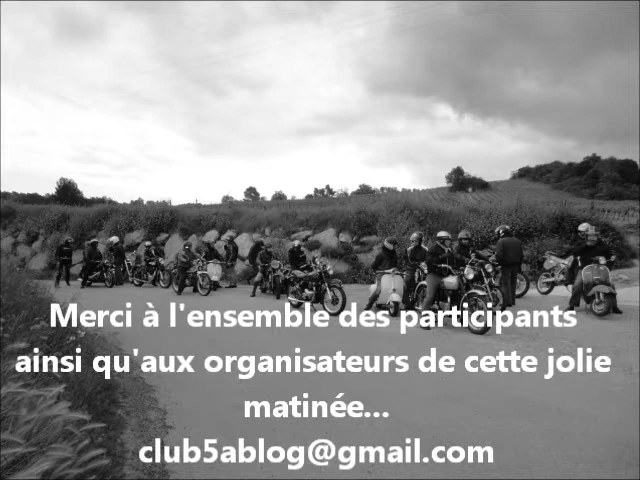 Merci à l'ensemble des participants
ainsi qu'aux organisateurs de cette jolie
matinée...
club5ablog@gmail.com